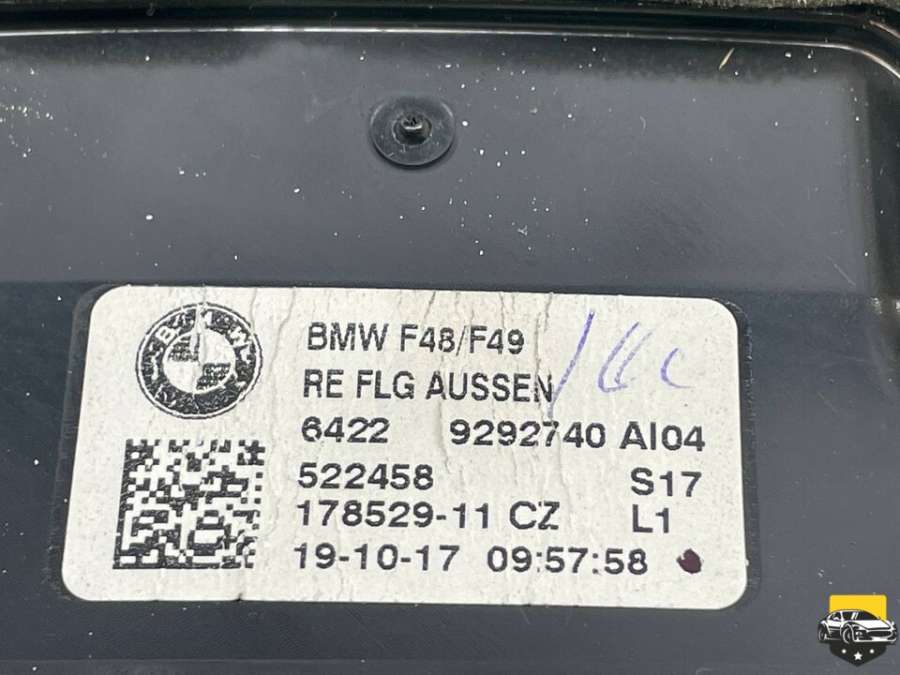 BMW
BMW F48/F49
RE FLG AUSSEN
6422 9292740 AI04
522458 S17
178529-11 CZ L1
19-10-17 09:57:58